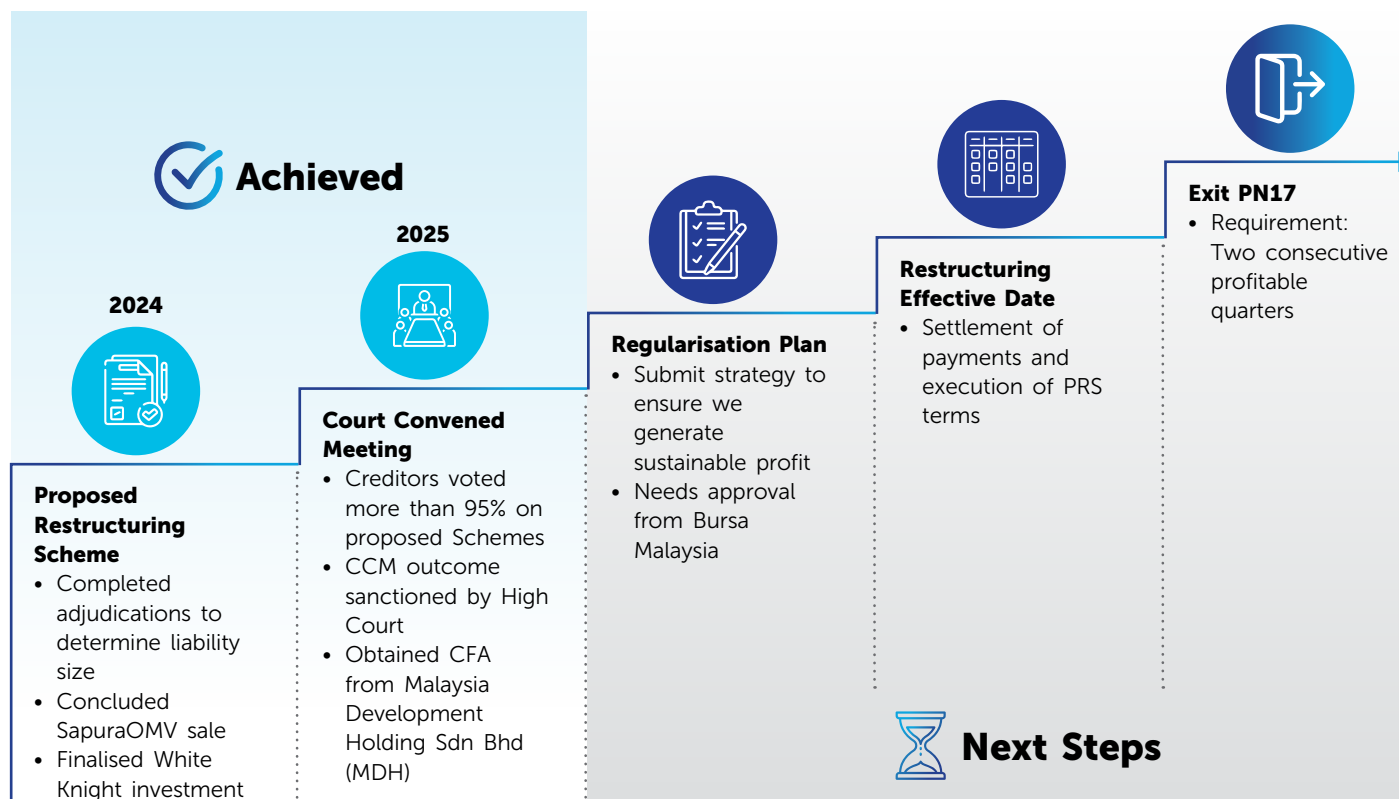 Achieved
2024
Proposed
Restructuring
Scheme
• Completed
adjudications to
determine liability
size
• Concluded
SapuraOMV sale
• Finalised White
Knight investment
2025
Court Convened
Meeting
• Creditors voted
more than 95% on
proposed Schemes
• CCM outcome
sanctioned by High
Court
• Obtained CFA
from Malaysia
Development
Holding Sdn Bhd
(MDH)
Regularisation Plan
• Submit strategy to
ensure we
generate
sustainable profit
• Needs approval
from Bursa
Malaysia
Restructuring
Effective Date
• Settlement of
payments and
execution of PRS
terms
Exit PN17
• Requirement:
Two consecutive
profitable
quarters
Next Steps